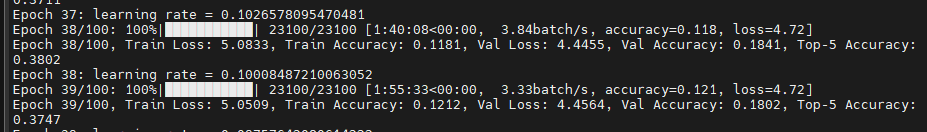 0.3711
Epoch 37: learning rate = 0.1026578095470481
Epoch 38/100: 100%|██████████| 23100/23100 [1:40:08<00:00,  3.84batch/s, accuracy=0.118, loss=4.72]
Epoch 38/100, Train Loss: 5.0833, Train Accuracy: 0.1181, Val Loss: 4.4455, Val Accuracy: 0.1841, Top-5 Accuracy:
0.3802
Epoch 38: learning rate = 0.10008487210063052
Epoch 39/100: 100%|██████████| 23100/23100 [1:55:33<00:00,  3.33batch/s, accuracy=0.121, loss=4.72]
Epoch 39/100, Train Loss: 5.0509, Train Accuracy: 0.1212, Val Loss: 4.4564, Val Accuracy: 0.1802, Top-5 Accuracy:
0.3747